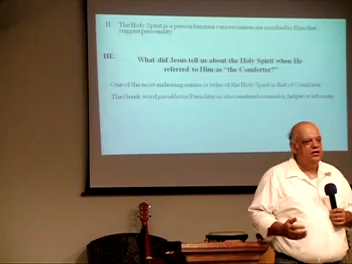 II. The Holy Spirit is a person because various names are ascribed to Him that
suggest personality.
HE
What did Jesus tell us about the Holy Spirit when He
referred to Him as “the Comforter?”
One of the most endearing names or titles of the Holy Spirit is that of Comforter.
The Greek word (Paraclete) is also rendered counselor, helper or advocate.